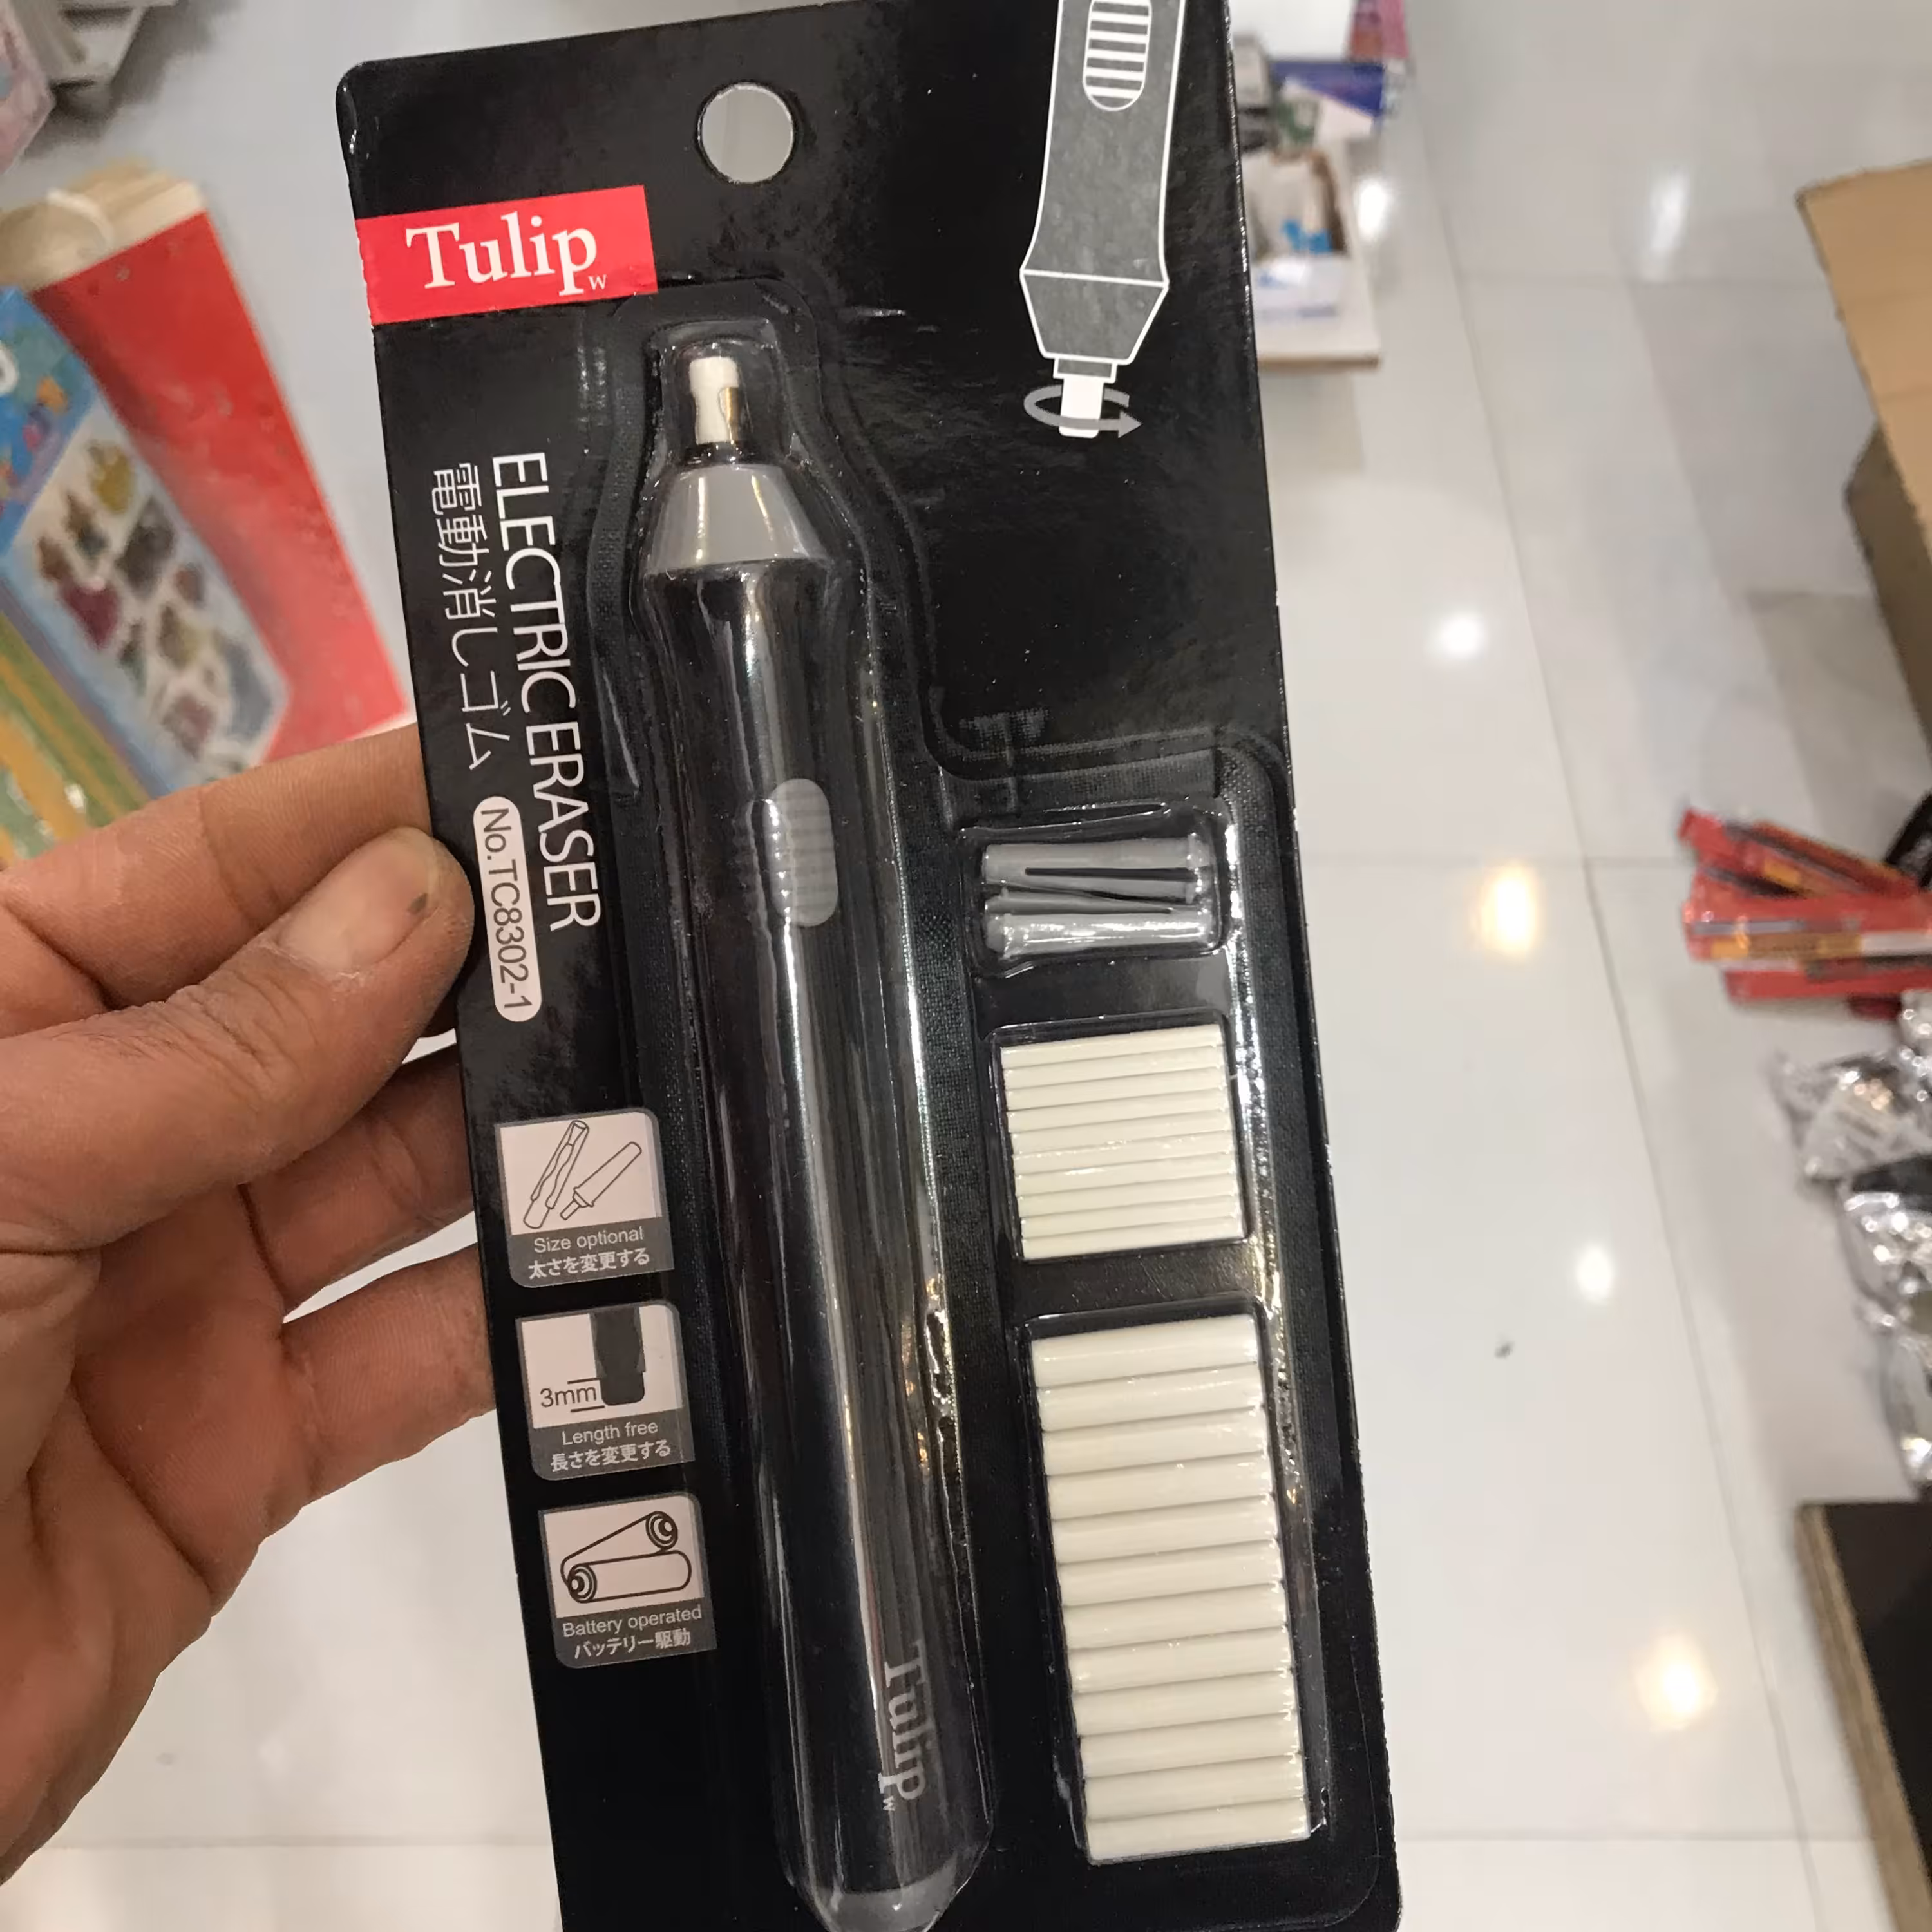 Tulip
w
ELECTRIC ERASER
電動消しゴム
No.TC8302-1
Size optional
太さを変更する
3mm
Length free
長さを変更する
Battery operated
バッテリー駆動
Tulip
w